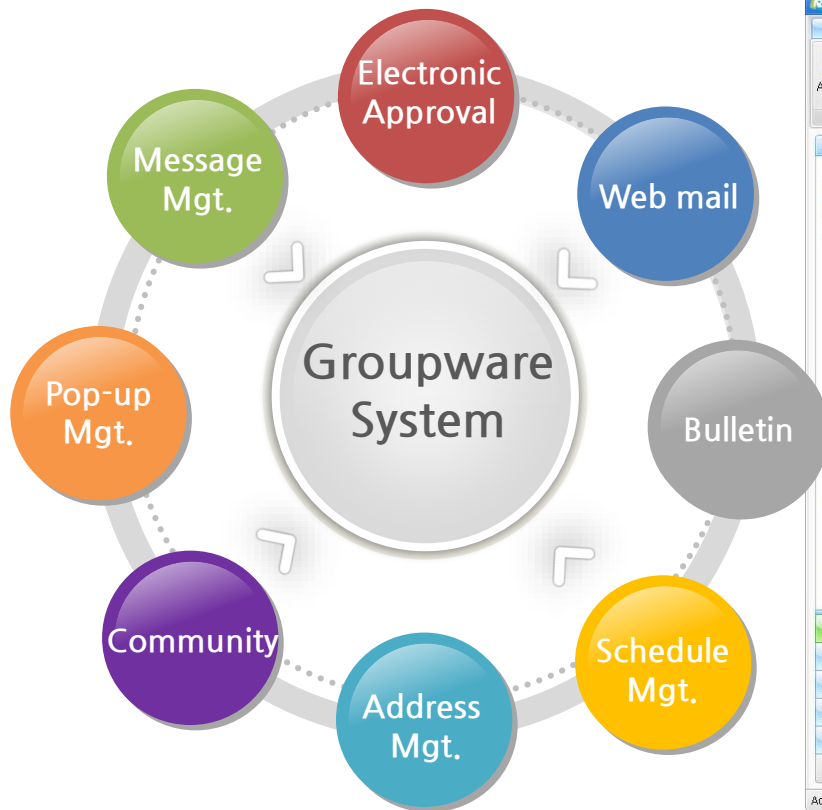 Electronic
Approval
Message
Mgt.
Web mail
Groupware
System
Pop-up
Mgt.
Bulletin
Community
Schedule
Mgt.
Address
Mgt.